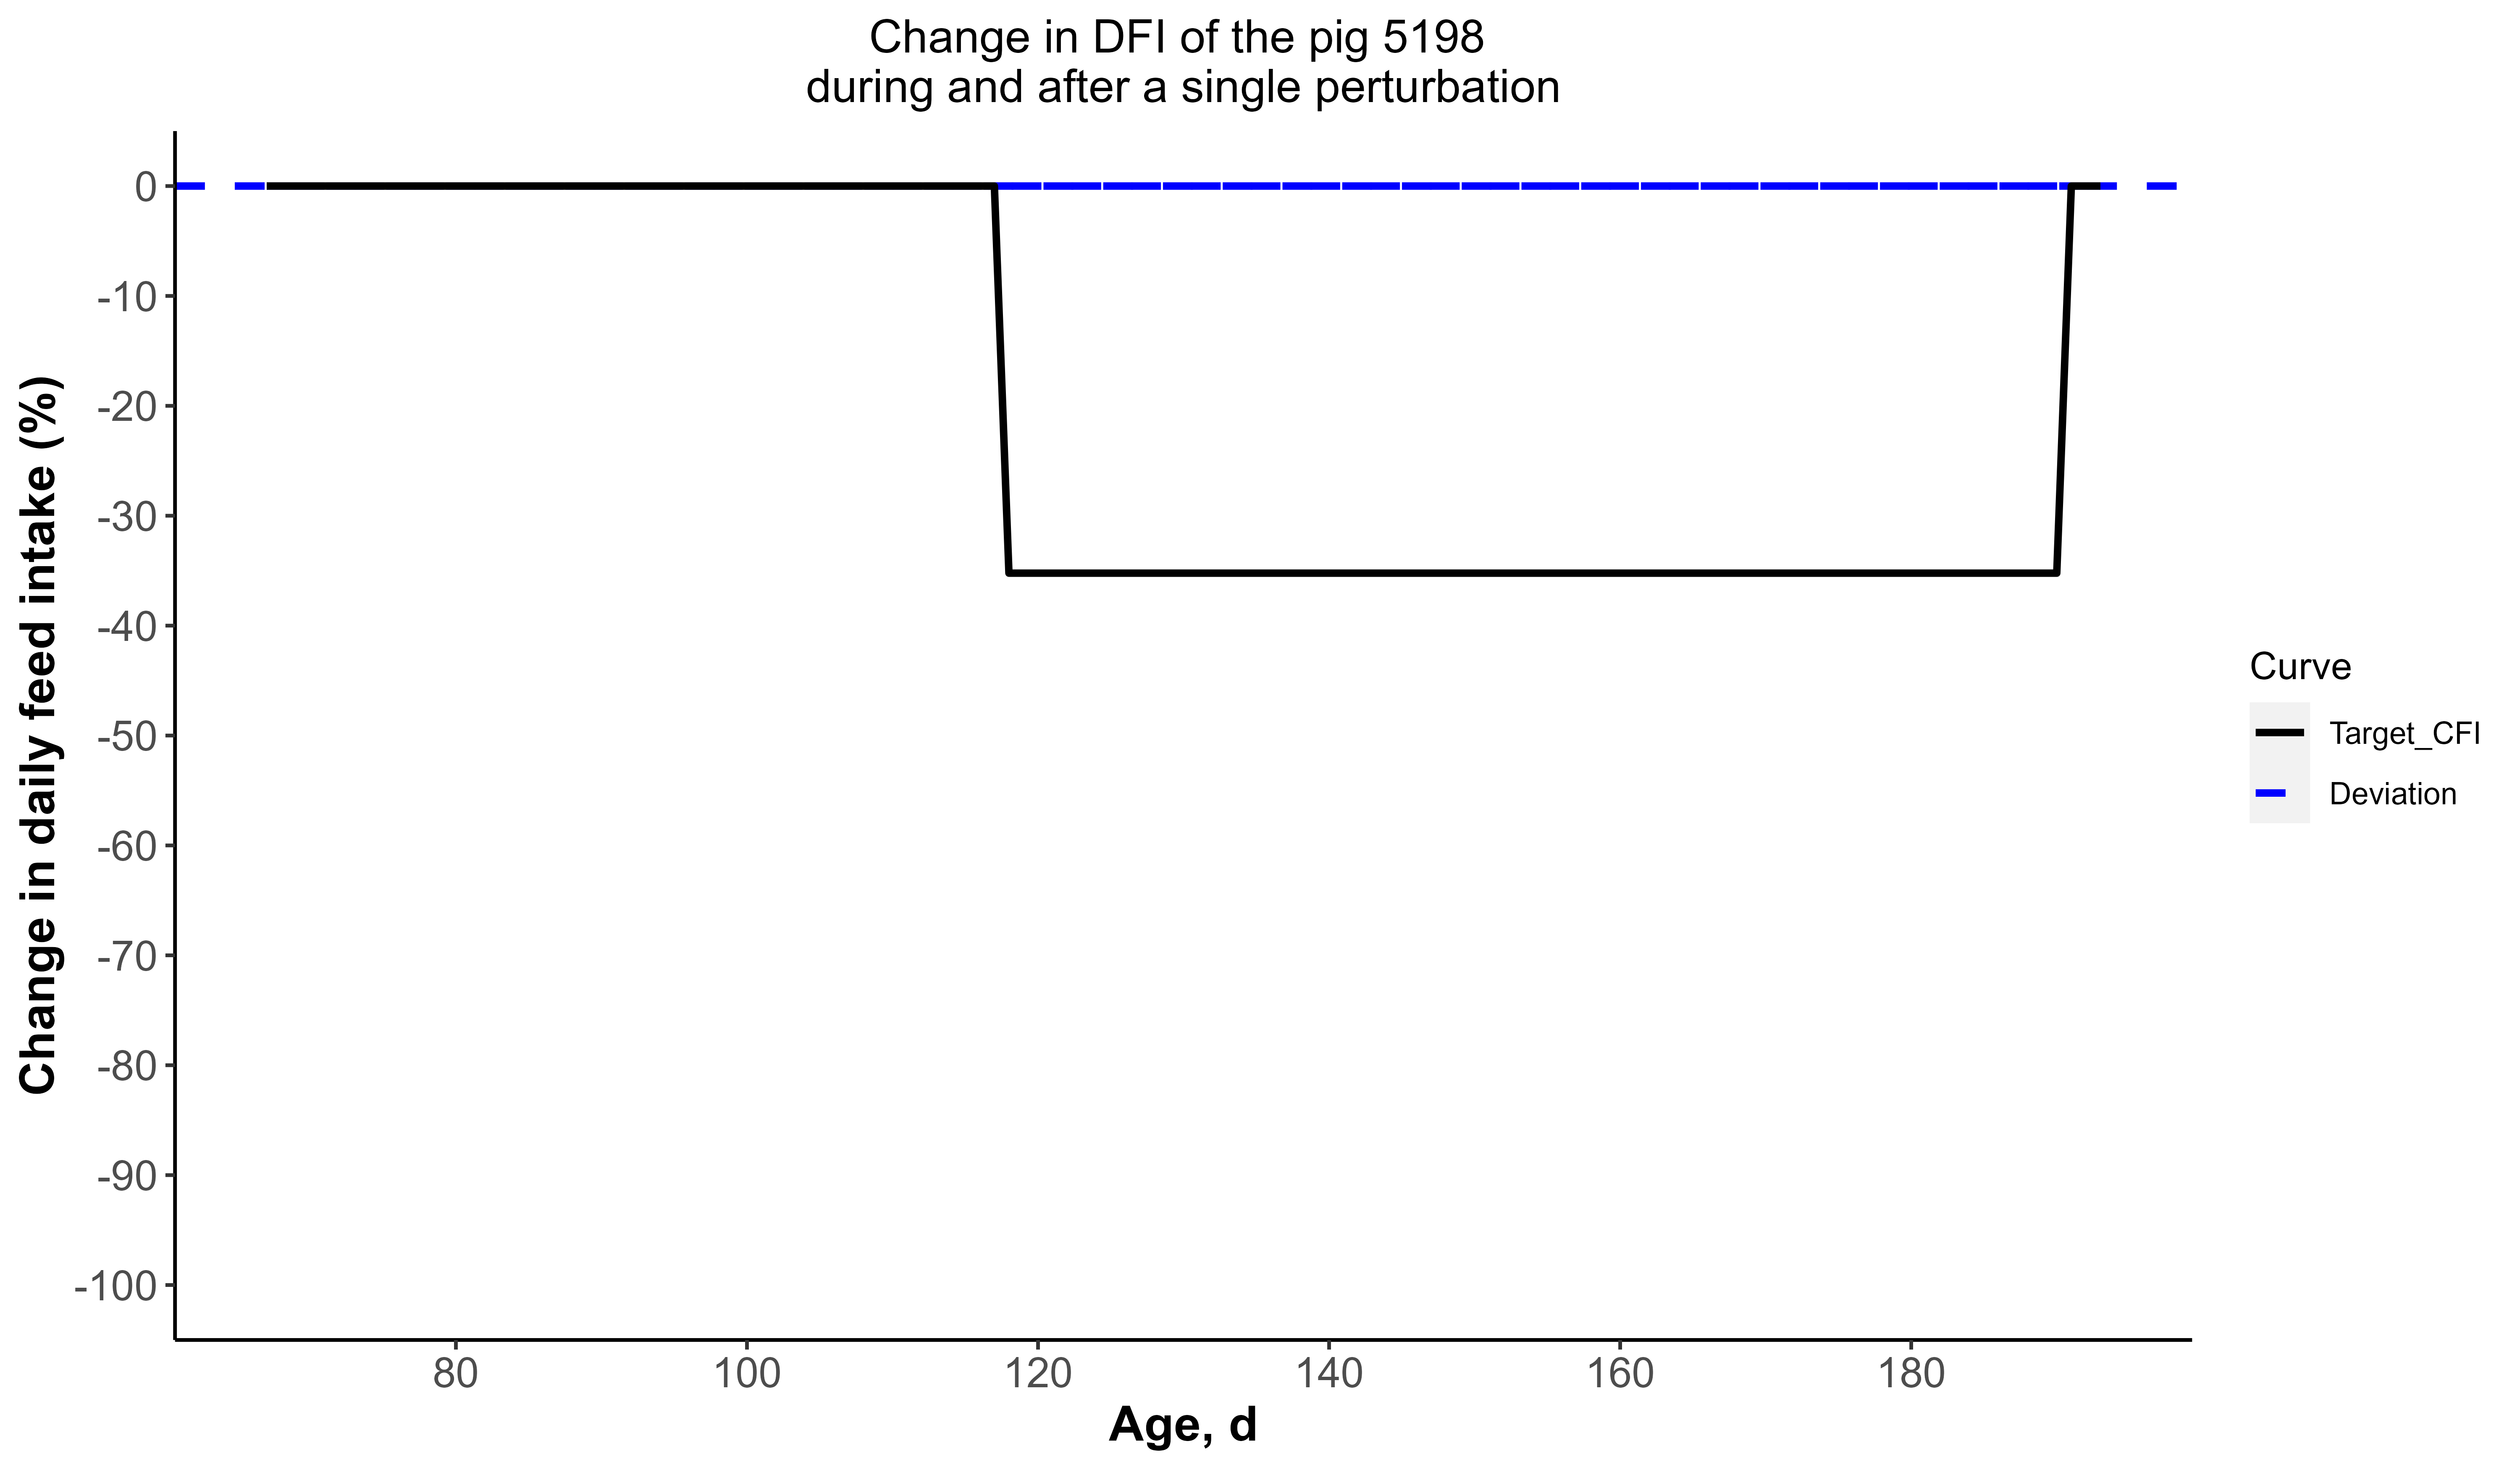 Change in DFI of the pig 5198
during and after a single perturbation
Change in daily feed intake (%)
0
-10
-20
-30
-40
-50
-60
-70
-80
-90
-100
80
100
120
140
160
180
Age, d
Curve
Target_CFI
Deviation